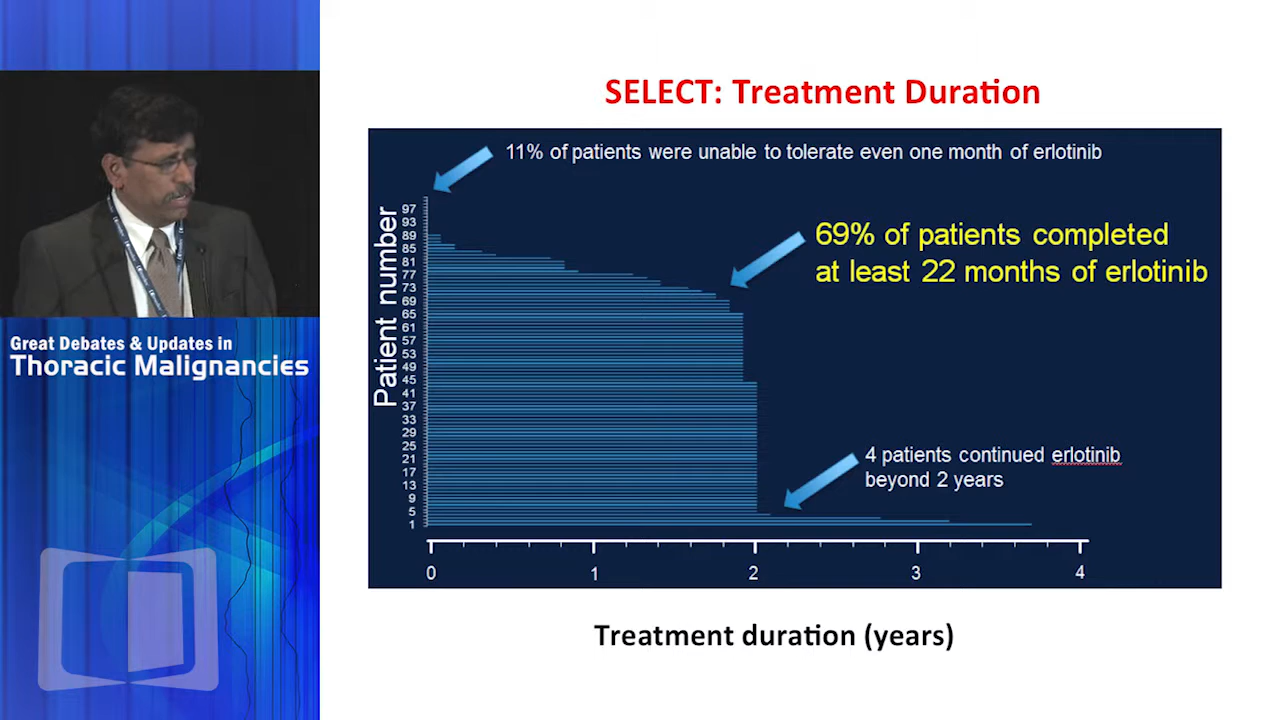 SELECT: Treatment Duration
11% of patients were unable to tolerate even one month of erlotinib
69% of patients completed
at least 22 months of erlotinib
4 patients continued erlotinib
beyond 2 years
Patient number
97
93
89
85
81
77
73
69
65
61
57
53
49
45
41
37
33
29
25
21
17
13
9
5
1
0 1 2 3 4
Treatment duration (years)
Great Debates & Updates in
Thoracic Malignancies